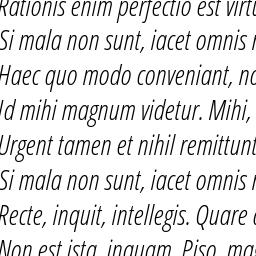 Rationis enim perfectio est virtu
Si mala non sunt, iacet omnis r
Haec quo modo conveniant, no
Id mihi magnum videtur. Mihi,
Urgent tamen et nihil remittunt
Si mala non sunt, iacet omnis r
Recte, inquit, intellegis. Quare
Non est ista, inquam, Piso, mag